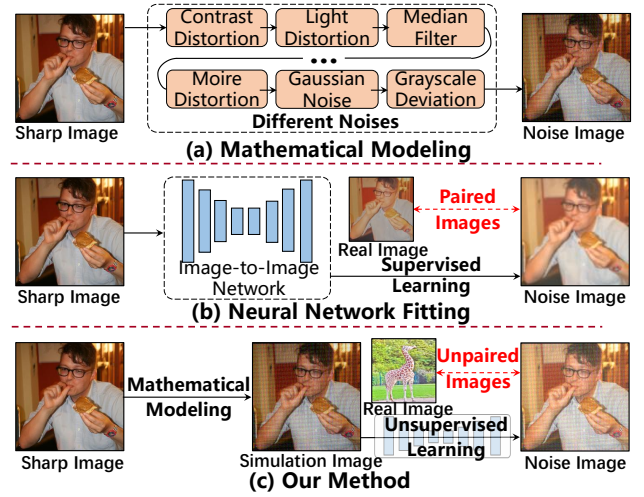 Contrast Distortion
Light Distortion
Median Filter
•••
Moire Distortion
Gaussian Noise
Grayscale Deviation
Different Noises
Sharp Image
Noise Image
(a) Mathematical Modeling
Paired Images
Real Image
Image-to-Image Network
Supervised Learning
Sharp Image
Noise Image
(b) Neural Network Fitting
Mathematical Modeling
Unpaired Images
Real Image
Unsupervised Learning
Sharp Image
Simulation Image
Noise Image
(c) Our Method